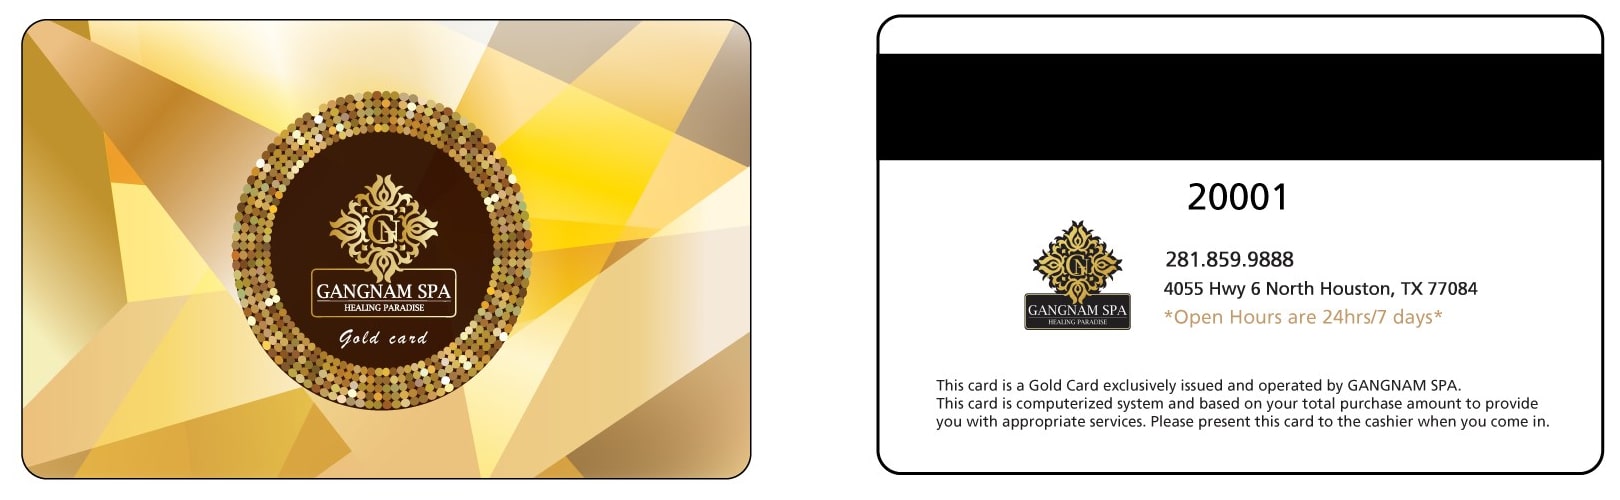 GN
GANGNAM SPA
HEALING PARADISE
Gold card
20001
GN
GANGNAM SPA
HEALING PARADISE
281.859.9888
4055 Hwy 6 North Houston, TX 77084
*Open Hours are 24hrs/7 days*
This card is a Gold Card exclusively issued and operated by GANGNAM SPA.
This card is computerized system and based on your total purchase amount to provide
you with appropriate services. Please present this card to the cashier when you come in.